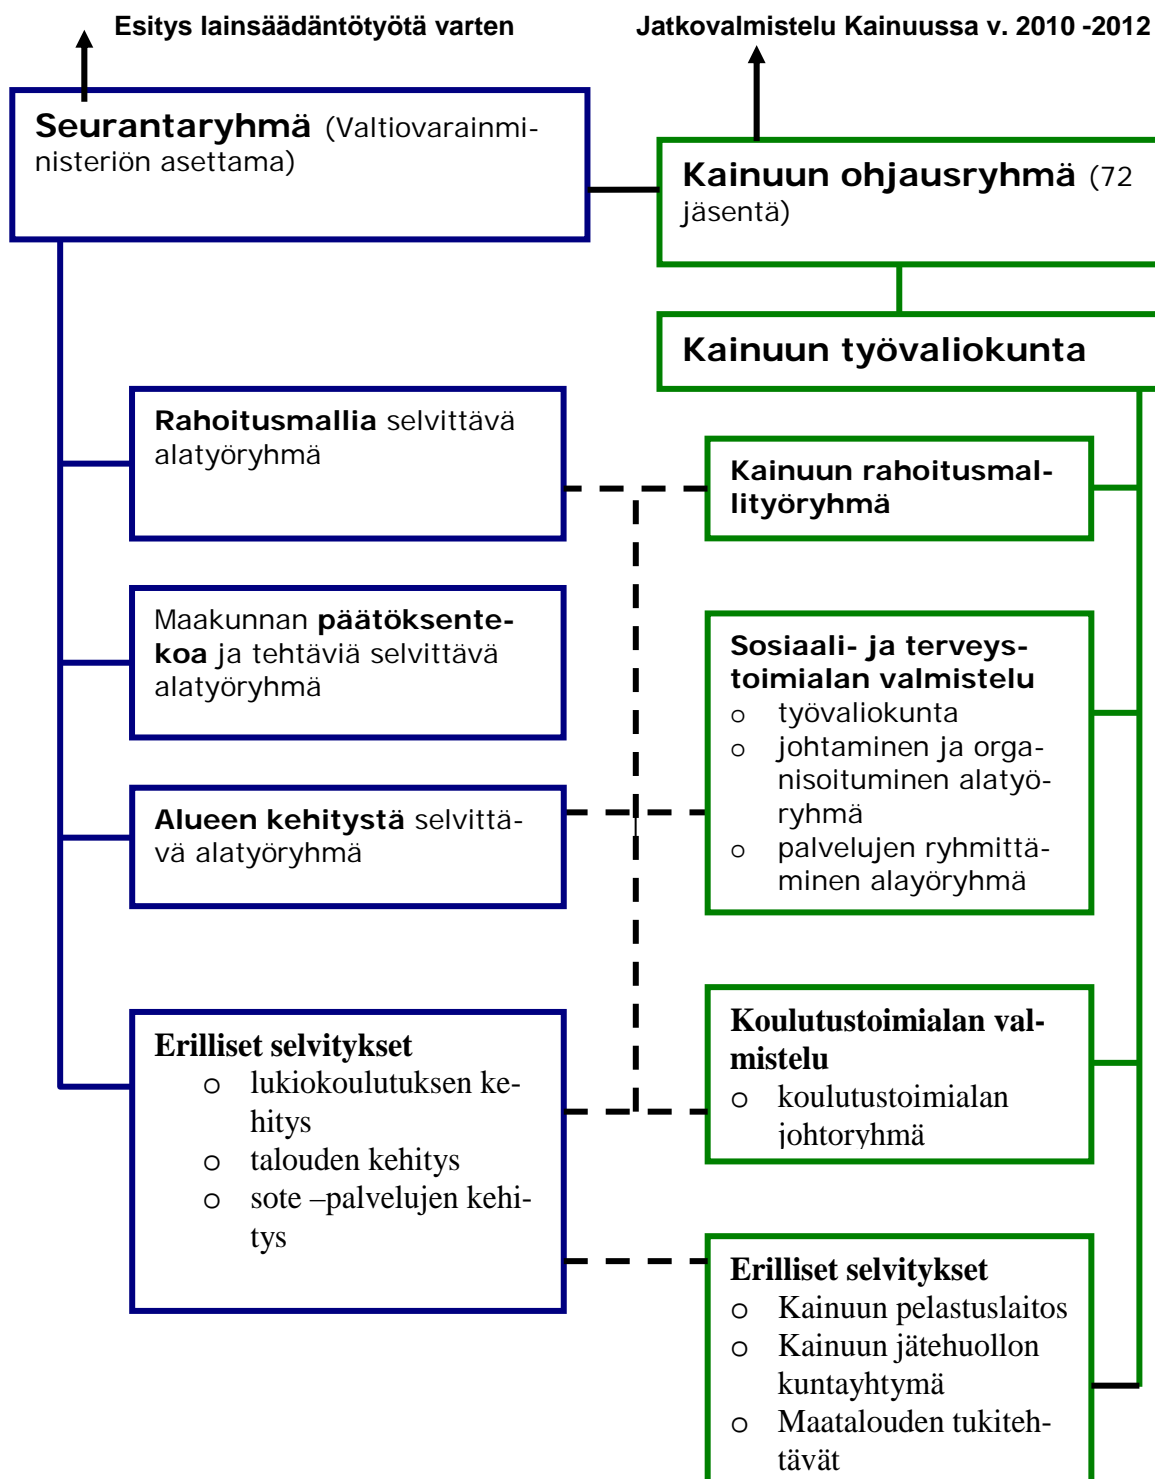 Esitys lainsäädäntötyötä varten
Jatkovalmistelu Kainuussa v. 2010 -2012
Seurantaryhmä (Valtiovarainmi-
nisteriön asettama)
Kainuun ohjausryhmä (72
jäsentä)
Kainuun työvaliokunta
Rahoitusmallia selvittävä
alatyöryhmä
Kainuun rahoitusmal-
lityöryhmä
Maakunnan päätöksente-
koa ja tehtäviä selvittävä
alatyöryhmä
Sosiaali- ja terveys-
toimialan valmistelu
o työvaliokunta
o johtaminen ja orga-
nisoituminen alatyö-
ryhmä
o palvelujen ryhmittä-
minen alayöryhmä
Alueen kehitystä selvittä-
vä alatyöryhmä
Erilliset selvitykset
o lukiokoulutuksen ke-
hitys
o talouden kehitys
o sote –palvelujen kehi-
tys
Koulutustoimialan val-
mistelu
o koulutustoimialan
johtoryhmä
Erilliset selvitykset
o Kainuun pelastuslaitos
o Kainuun jätehuollon
kuntayhtymä
o Maatalouden tukiteh-
tävät